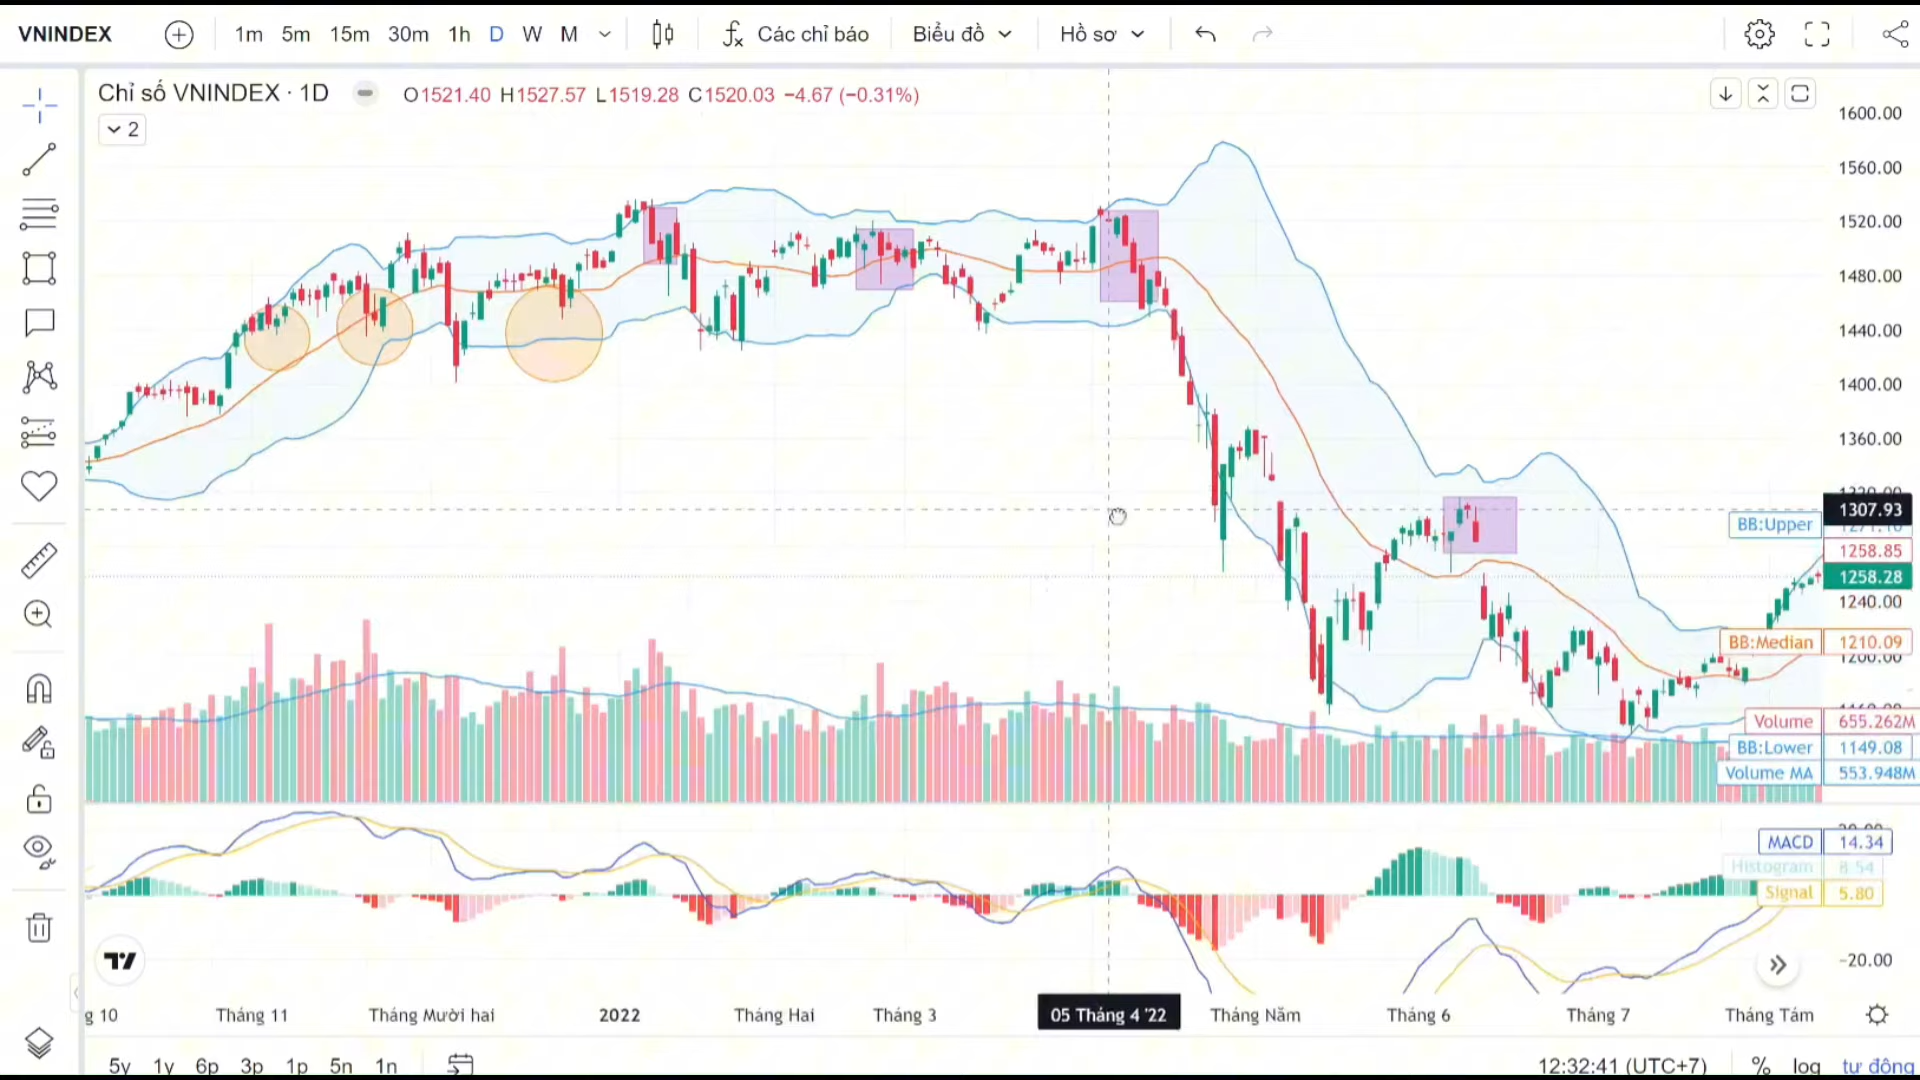 VNINDEX 1m 5m 15m 30m 1h D W M Các chỉ báo Biểu đồ Hồ sơ
Chỉ số VNINDEX · 1D O1521.40 H1527.57 L1519.28 C1520.03 −4.67 (−0.31%)
2
1600.00
1560.00
1520.00
1480.00
1440.00
1400.00
1360.00
1307.93
BB:Upper
1258.85
1258.28
1240.00
BB:Median 1210.09
1200.00
Volume 655.262M
BB:Lower 1149.08
Volume MA 553.948M
MACD 14.34
Histogram 8.54
Signal 5.80
−20.00
g 10 Tháng 11 Tháng Mười hai 2022 Tháng Hai Tháng 3 05 Tháng 4 '22 Tháng Năm Tháng 6 Tháng 7 Tháng Tám
5y 1y 6p 3p 1p 5n 1n 12:32:41 (UTC+7) % log tự động